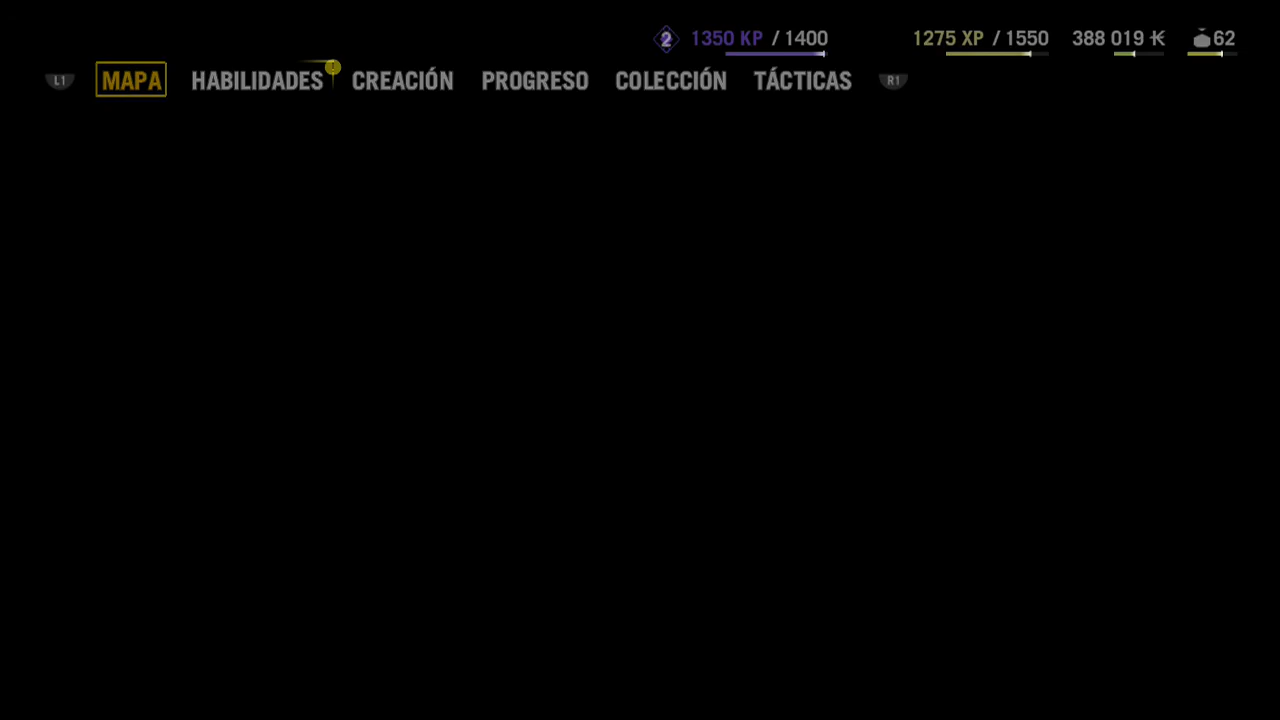 2 1350 KP / 1400 1275 XP / 1550 388 019 K 62
L1 MAPA HABILIDADES CREACIÓN PROGRESO COLECCIÓN TÁCTICAS R1